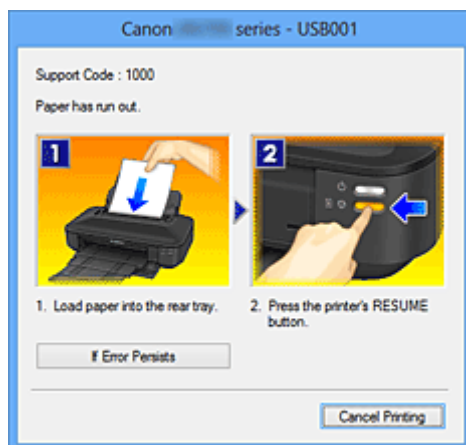 Canon series - USB001
Support Code : 1000
Paper has run out.
1
2
1. Load paper into the rear tray.
2. Press the printer's RESUME
button.
If Error Persists
Cancel Printing